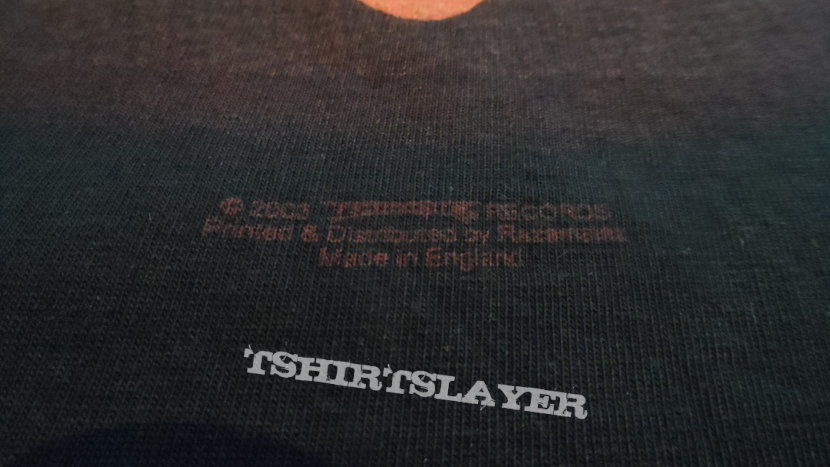 © 2003 RECORDS
Printed & Distributed by Razamataz
Made in England
TSHIRTSLAYER